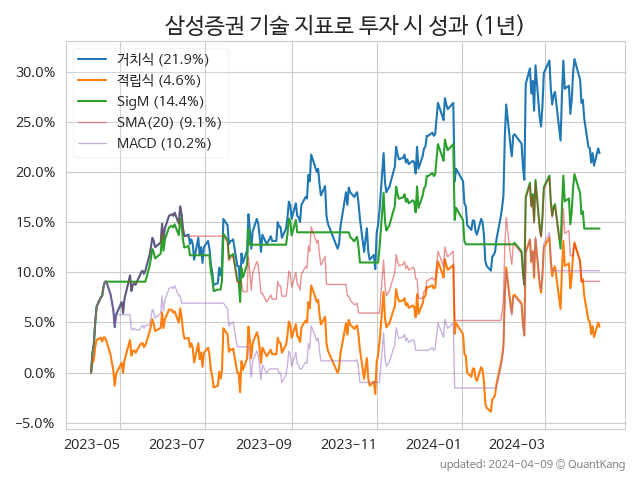 삼성증권 기술 지표로 투자 시 성과 (1년)
거치식 (21.9%)
적립식 (4.6%)
SigM (14.4%)
SMA(20) (9.1%)
MACD (10.2%)
30.0%
25.0%
20.0%
15.0%
10.0%
5.0%
0.0%
-5.0%
2023-05 2023-07 2023-09 2023-11 2024-01 2024-03
updated: 2024-04-09 © QuantKang